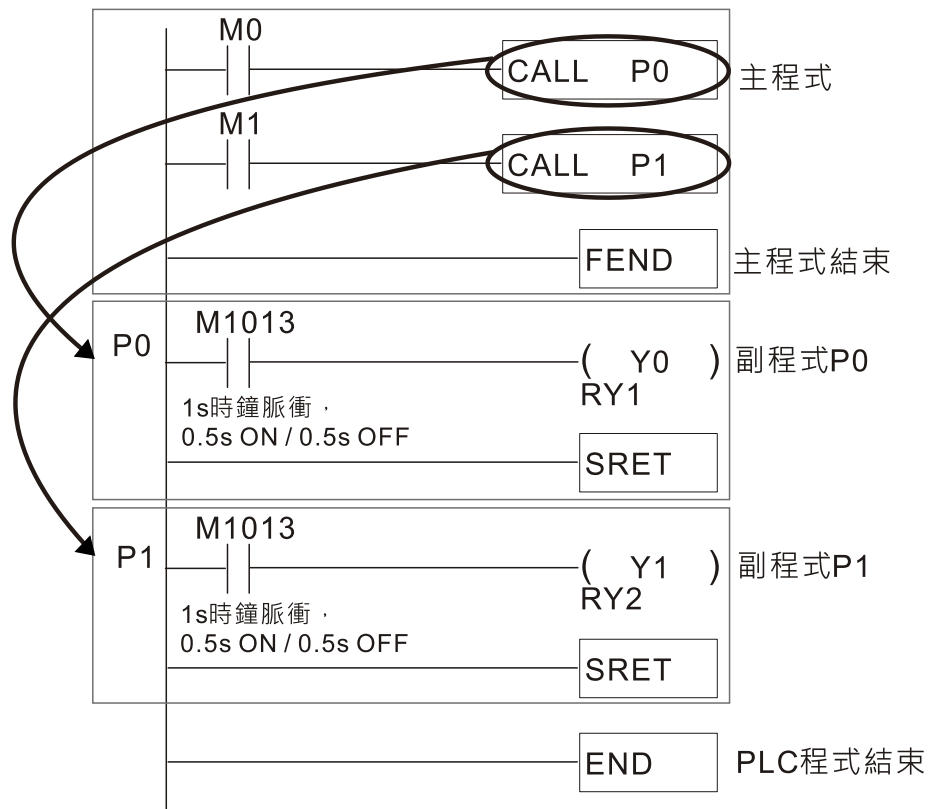 M0
CALL P0
主程式
M1
CALL P1
FEND
主程式結束
P0
M1013
( Y0 )
副程式P0
RY1
1s時鐘脈衝，
0.5s ON / 0.5s OFF
SRET
P1
M1013
( Y1 )
副程式P1
RY2
1s時鐘脈衝，
0.5s ON / 0.5s OFF
SRET
END
PLC程式結束